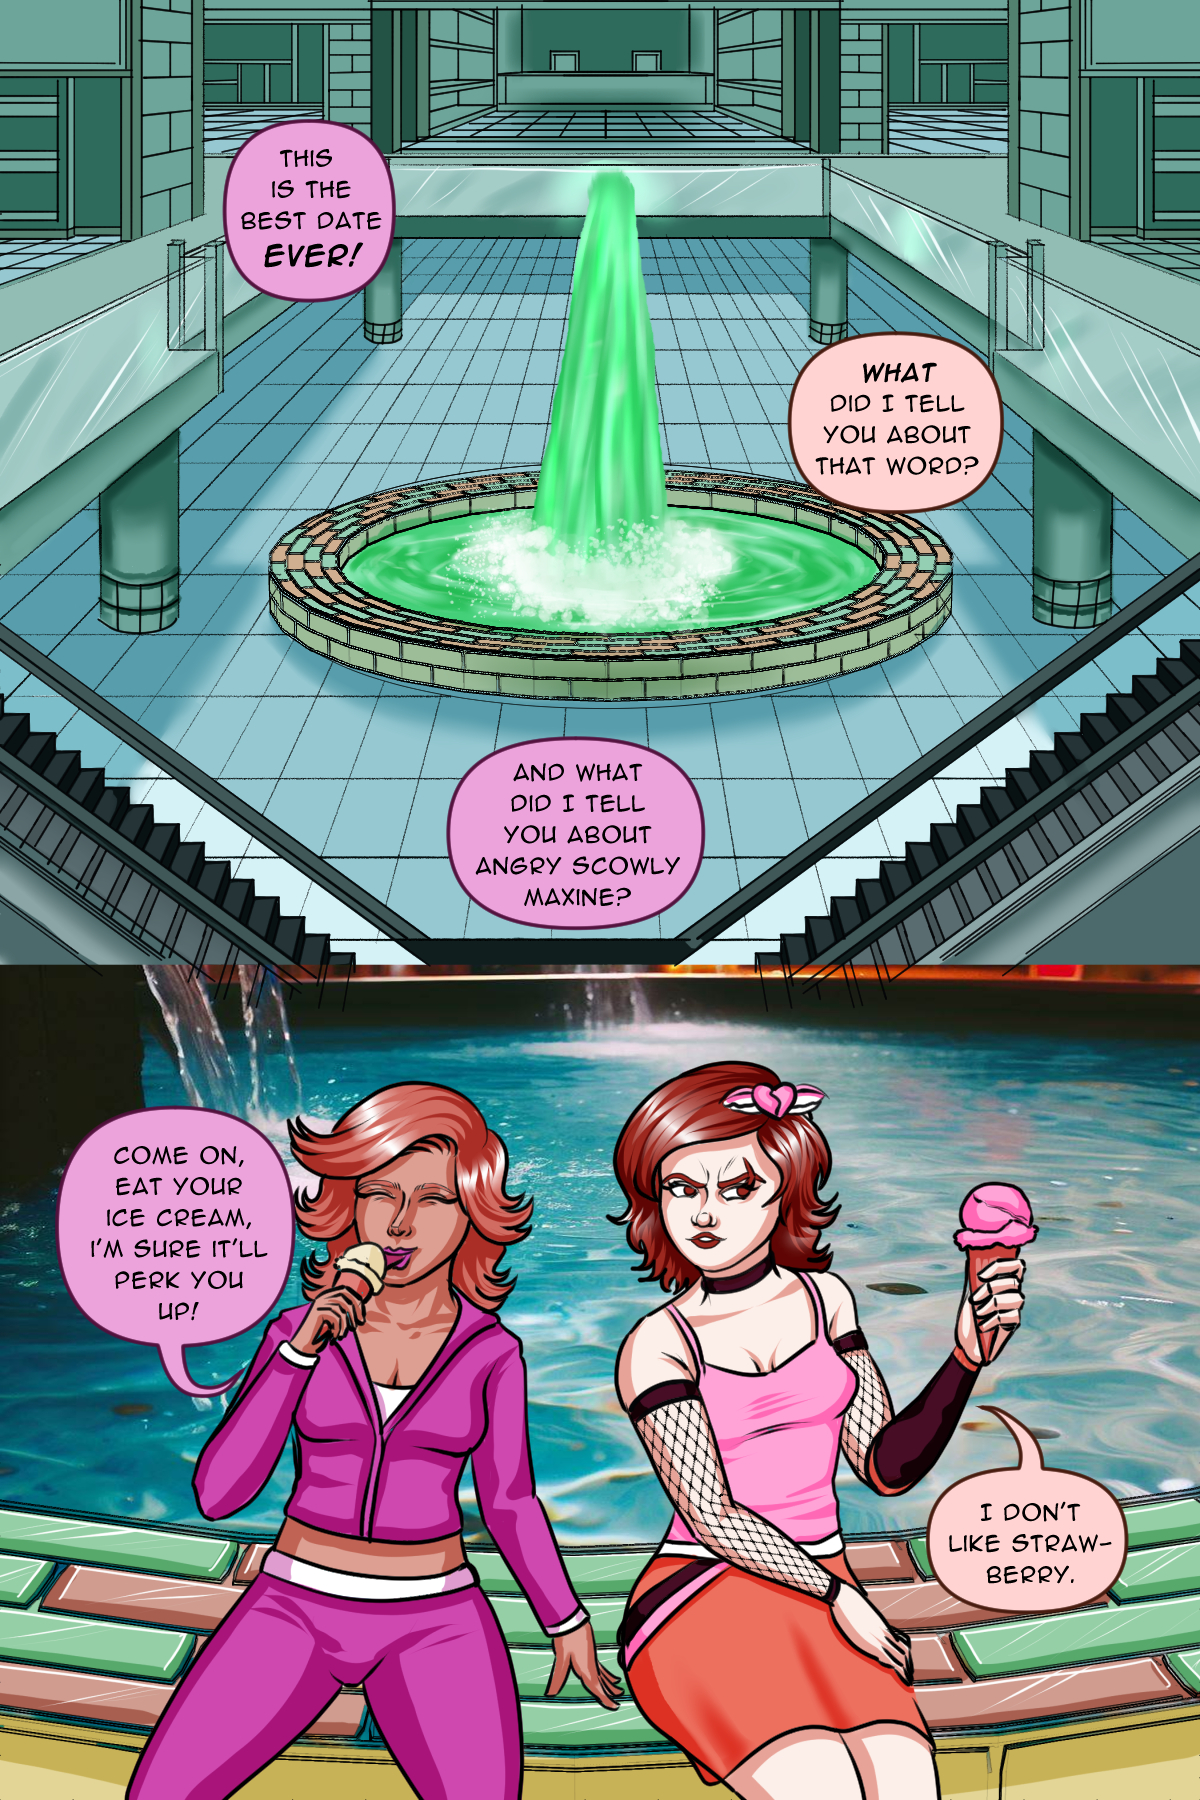 THIS
IS THE
BEST DATE
EVER!
WHAT
DID I TELL
YOU ABOUT
THAT WORD?
AND WHAT
DID I TELL
YOU ABOUT
ANGRY SCOWLY
MAXINE?
COME ON,
EAT YOUR
ICE CREAM,
I'M SURE IT'LL
PERK YOU
UP!
I DON'T
LIKE STRAW-
BERRY.